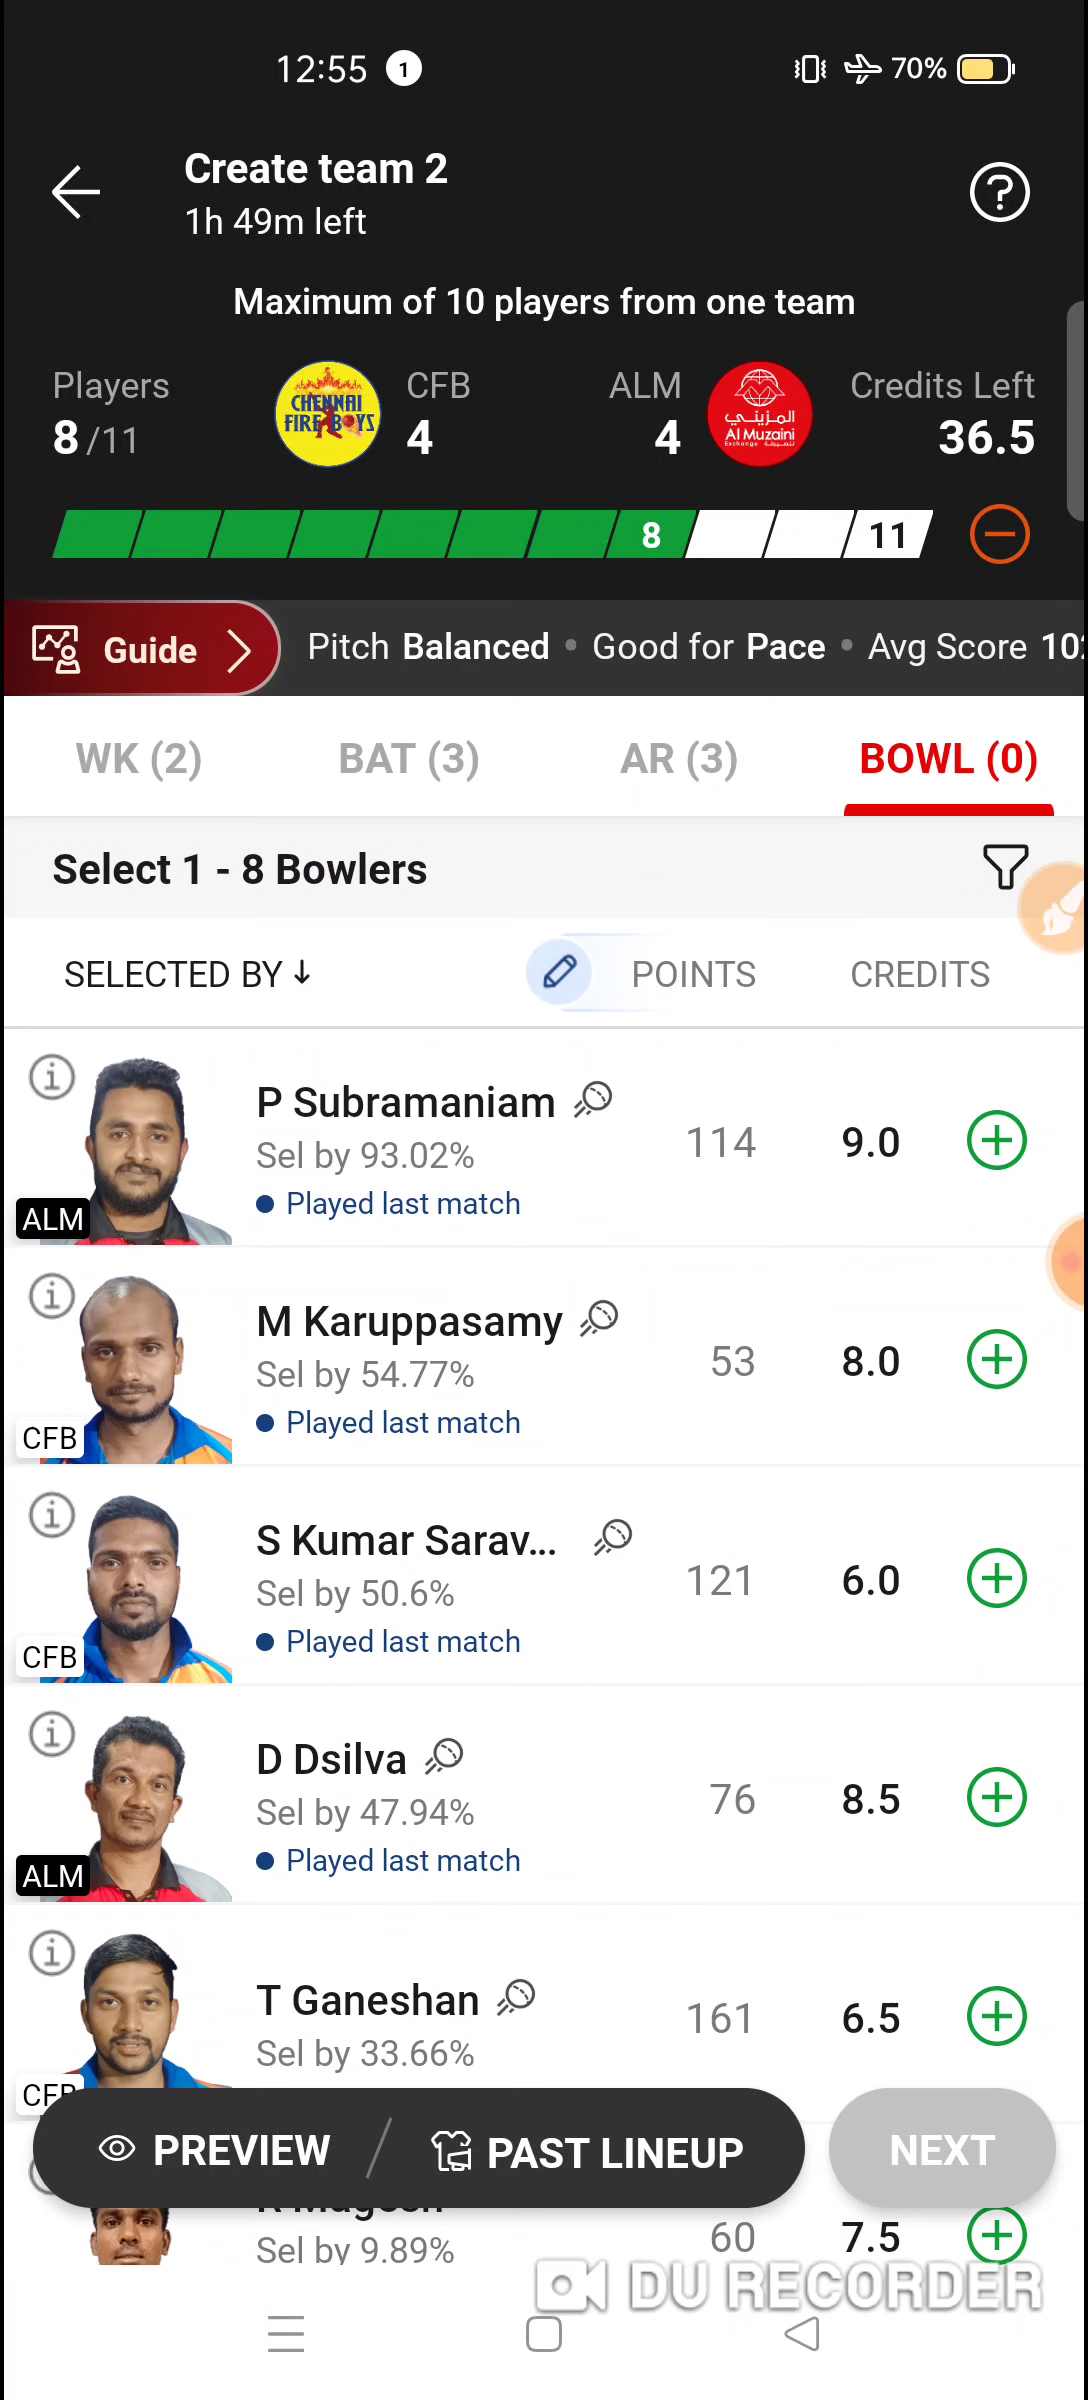 12:55 1 70%
Create team 2
1h 49m left
Maximum of 10 players from one team
Players CFB ALM Credits Left
8/11 4 4 36.5
CHENNAI
FIRE BOYS
المزيني
Al Muzaini
Exchange
8 11
Guide Pitch Balanced • Good for Pace • Avg Score
WK (2) BAT (3) AR (3) BOWL (0)
Select 1 - 8 Bowlers
SELECTED BY ↓ POINTS CREDITS
P Subramaniam
Sel by 93.02% 114 9.0
Played last match
ALM
M Karuppasamy
Sel by 54.77% 53 8.0
Played last match
CFB
S Kumar Sarav...
Sel by 50.6% 121 6.0
Played last match
CFB
D Dsilva
Sel by 47.94% 76 8.5
Played last match
ALM
T Ganeshan 161 6.5
Sel by 33.66%
CFB
PREVIEW PAST LINEUP NEXT
60 7.5
Sel by 9.89%
DU RECORDER